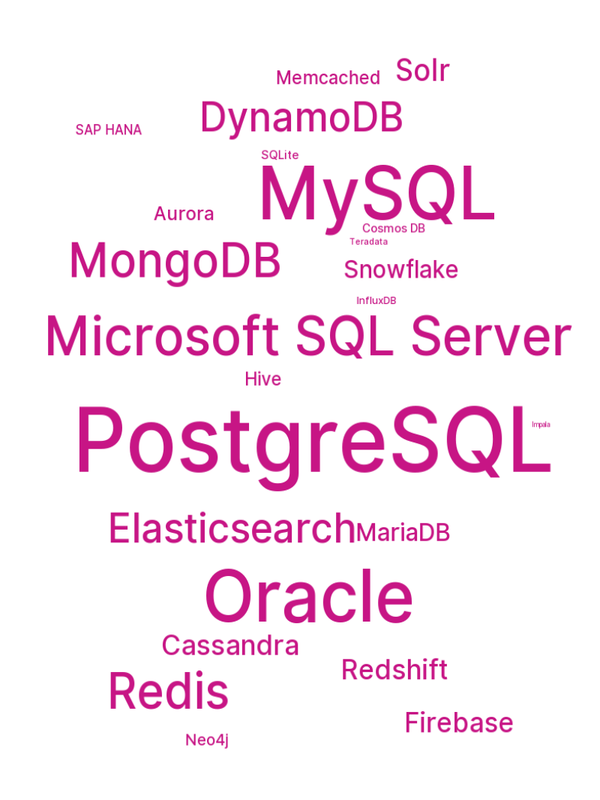 Solr
Memcached
DynamoDB
SAP HANA
SQLite
MySQL
Aurora
Cosmos DB
Teradata
MongoDB
Snowflake
InfluxDB
Microsoft SQL Server
Hive
PostgreSQL
Impala
Elasticsearch
MariaDB
Oracle
Cassandra
Redshift
Redis
Firebase
Neo4j